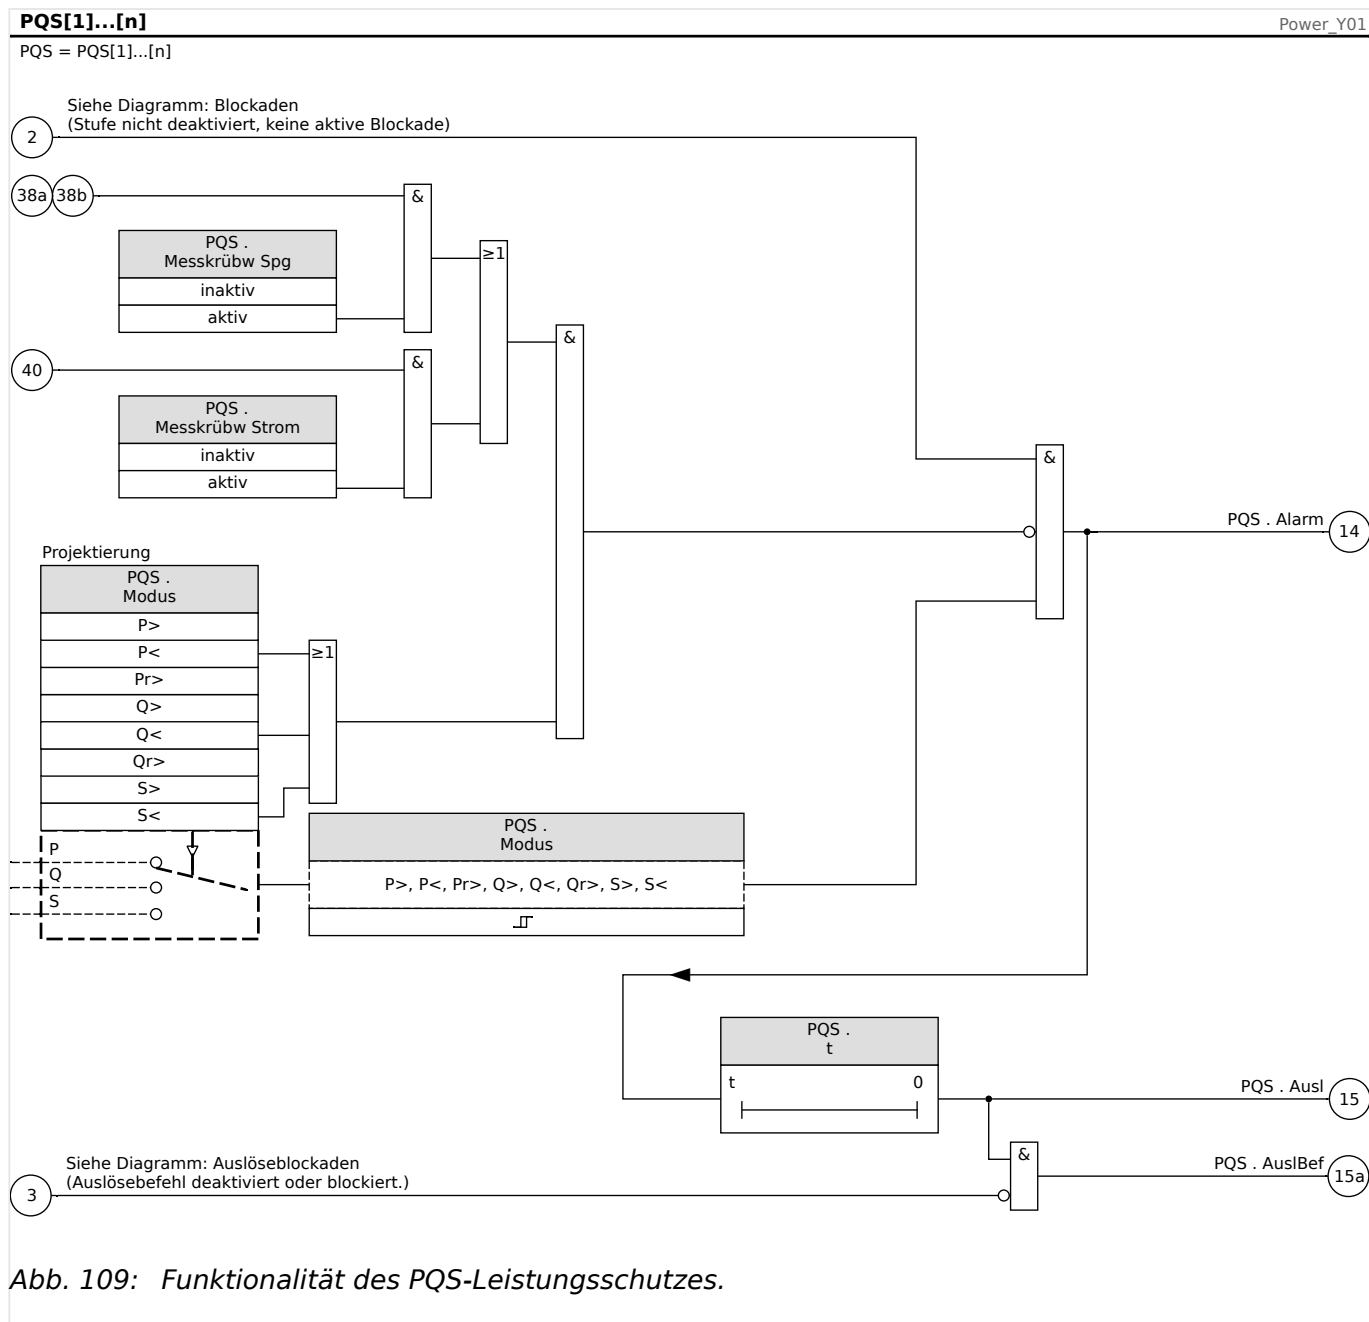 PQS[1]...[n]
Power_Y01
PQS = PQS[1]...[n]
Siehe Diagramm: Blockaden
(Stufe nicht deaktiviert, keine aktive Blockade)
2
38a 38b
&
PQS .
Messkrübw Spg
inaktiv
aktiv
≥1
&
40
&
PQS .
Messkrübw Strom
inaktiv
aktiv
&
PQS . Alarm
14
Projektierung
PQS .
Modus
P>
P<
Pr>
Q>
Q<
Qr>
S>
S<
≥1
P
Q
S
PQS .
Modus
P>, P<, Pr>, Q>, Q<, Qr>, S>, S<
PQS .
t
t 0
PQS . Ausl
15
Siehe Diagramm: Auslöseblockaden
(Auslösebefehl deaktiviert oder blockiert.)
3
&
PQS . AuslBef
15a
Abb. 109: Funktionalität des PQS-Leistungsschutzes.